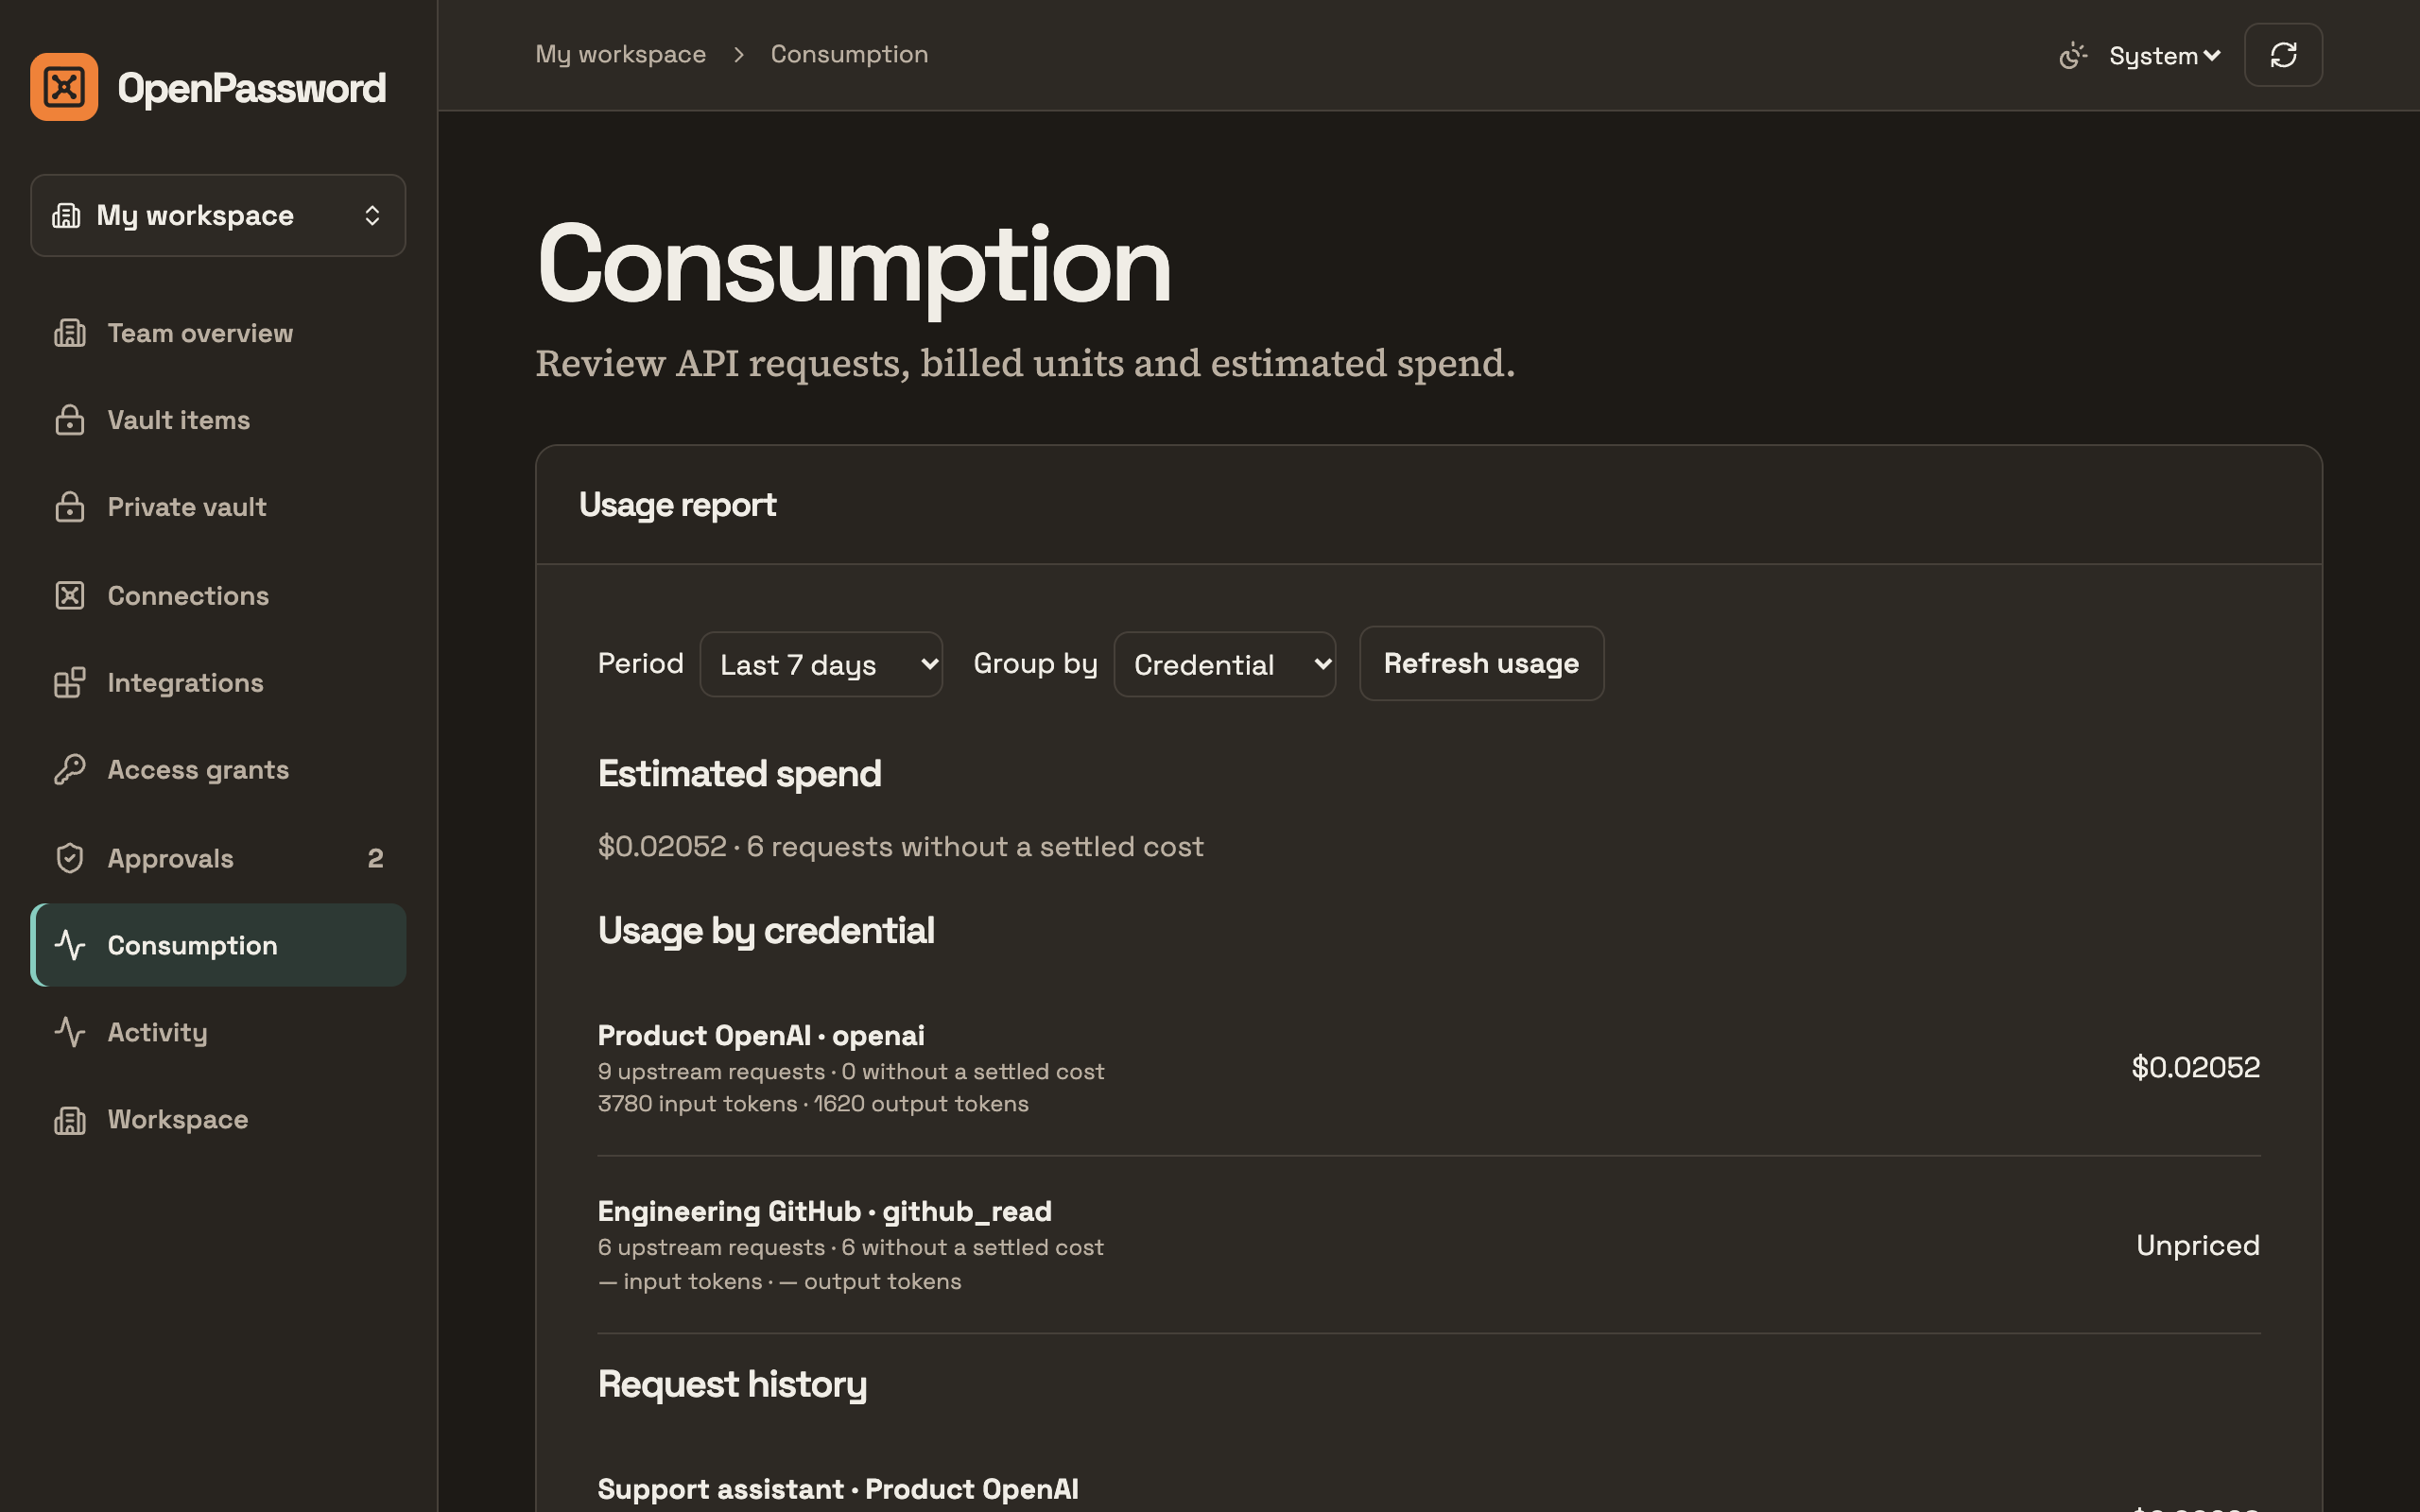 OpenPassword
My workspace
Team overview
Vault items
Private vault
Connections
Integrations
Access grants
Approvals 2
Consumption
Activity
Workspace
My workspace > Consumption
System
Consumption
Review API requests, billed units and estimated spend.
Usage report
Period Last 7 days Group by Credential Refresh usage
Estimated spend
$0.02052 · 6 requests without a settled cost
Usage by credential
Product OpenAI · openai
9 upstream requests · 0 without a settled cost
3780 input tokens · 1620 output tokens
$0.02052
Engineering GitHub · github_read
6 upstream requests · 6 without a settled cost
— input tokens · — output tokens
Unpriced
Request history
Support assistant · Product OpenAI